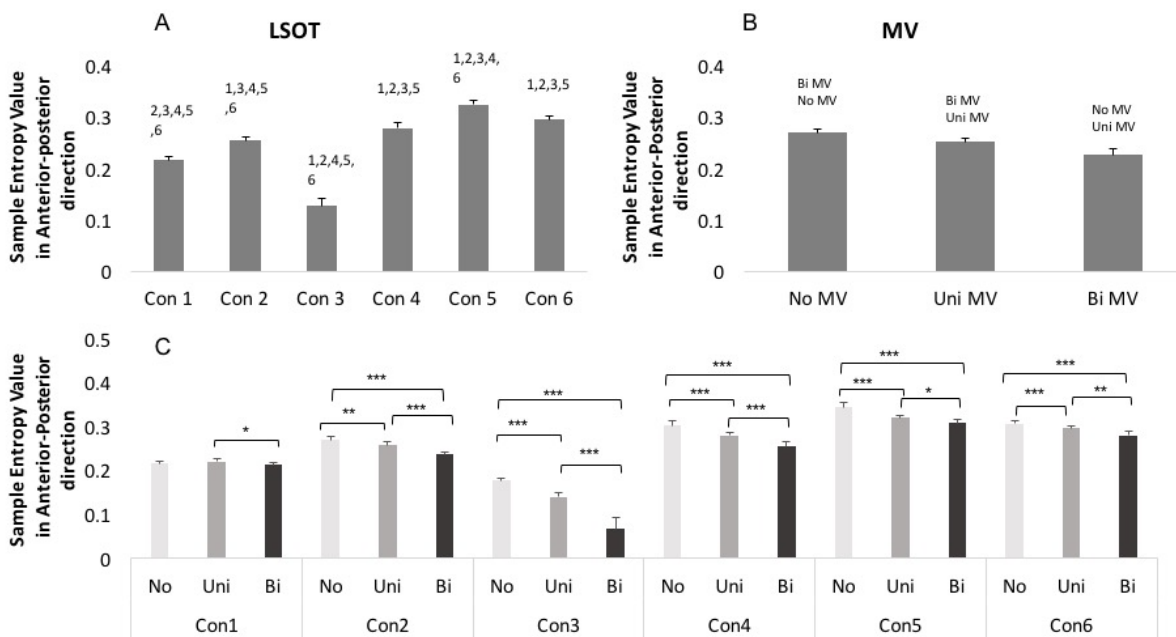 A
LSOT
Sample Entropy Value
in Anterior-posterior
direction
0.4
0.3
0.2
0.1
0
2,3,4,5
,6
1,3,4,5
,6
1,2,4,5,
6
1,2,3,5
1,2,3,4,
6
1,2,3,5
Con 1 Con 2 Con 3 Con 4 Con 5 Con 6
B
MV
Sample Entropy Value
in Anterior-Posterior
direction
0.4
0.3
0.2
0.1
0
Bi MV
No MV
Bi MV
Uni MV
No MV
Uni MV
No MV Uni MV Bi MV
C
Sample Entropy Value
in Anterior-Posterior
direction
0.5
0.4
0.3
0.2
0.1
0
*
***
** ***
***
***
***
***
*** ***
***
*** *
***
*** **
No Uni Bi No Uni Bi No Uni Bi No Uni Bi No Uni Bi No Uni Bi
Con1 Con2 Con3 Con4 Con5 Con6